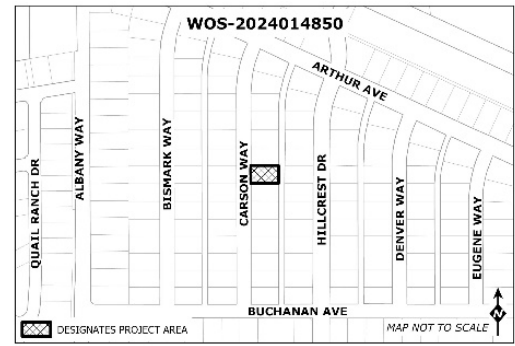 WOS-2024014850
ARTHUR AVE
QUAIL RANCH DR
ALBANY WAY
BISMARK WAY
CARSON WAY
HILLCREST DR
DENVER WAY
EUGENE WAY
BUCHANAN AVE
N
DESIGNATES PROJECT AREA
MAP NOT TO SCALE